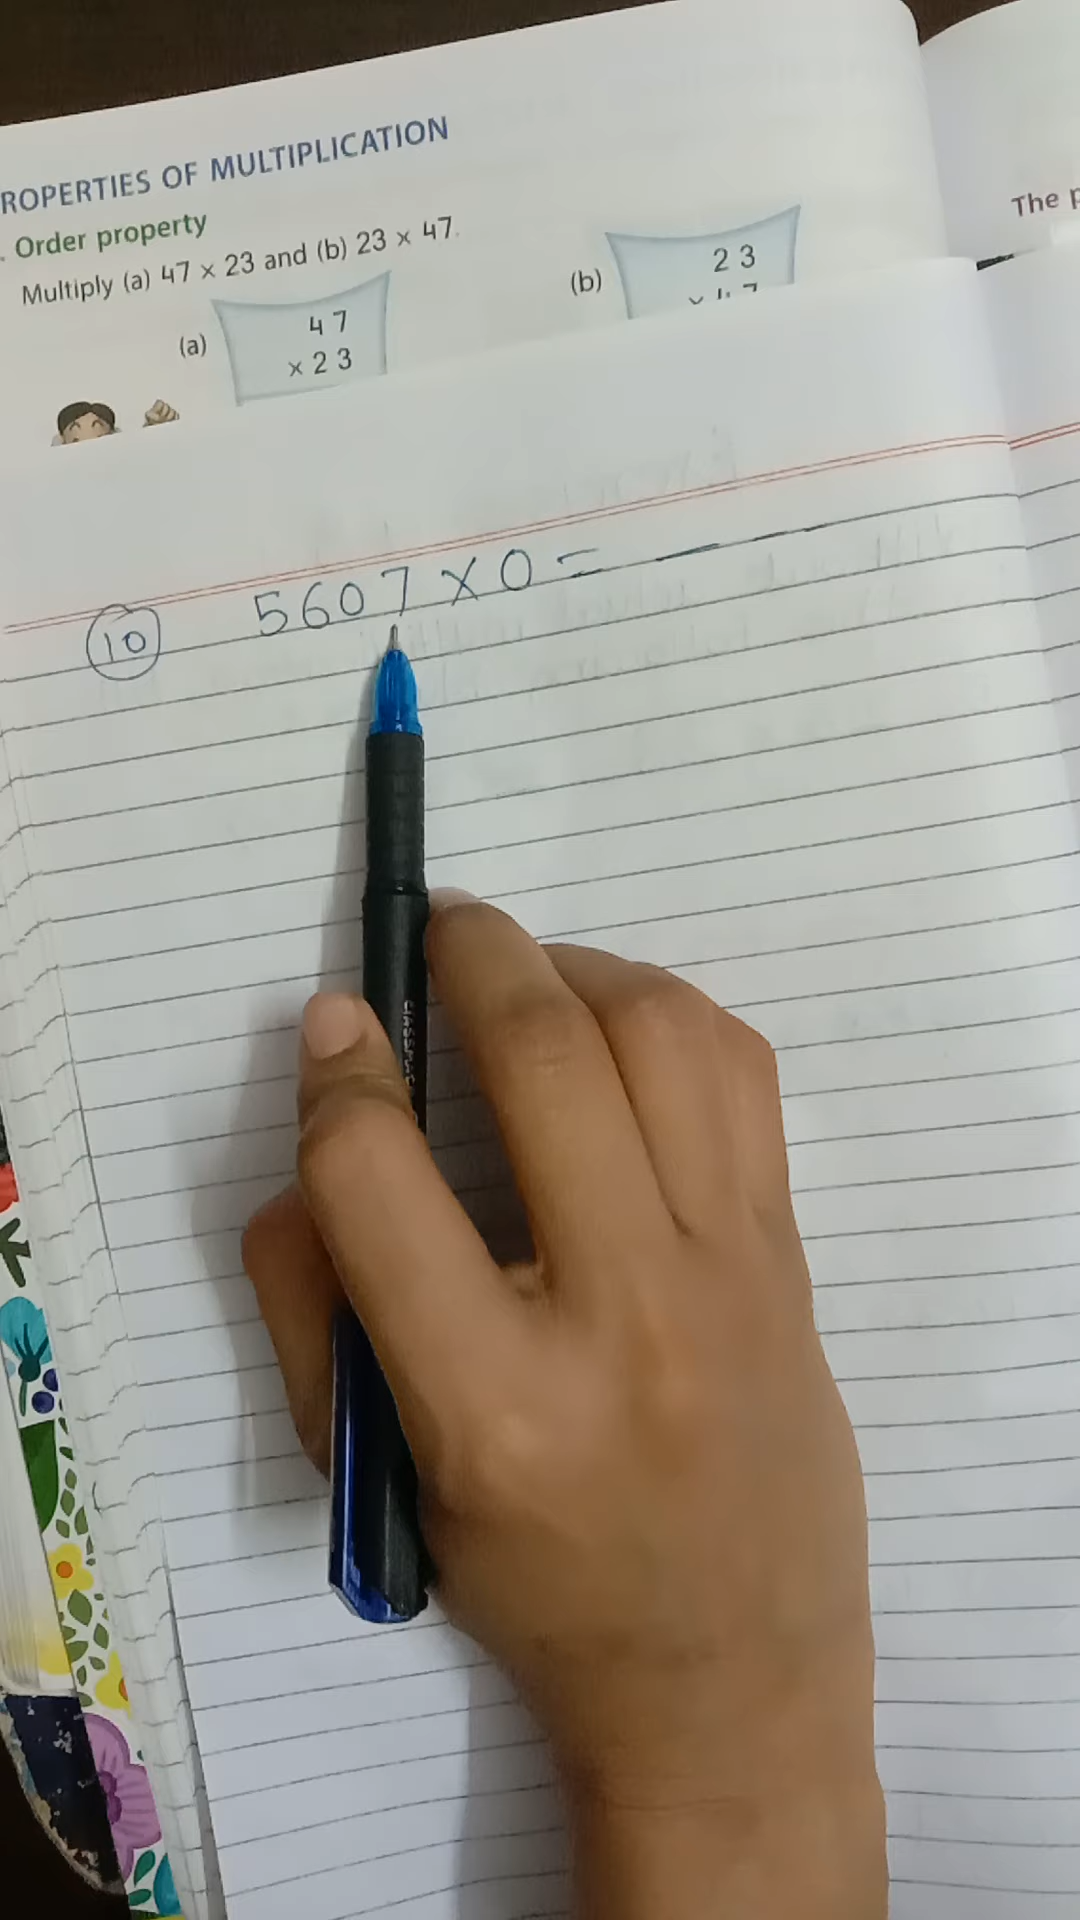 ROPERTIES OF MULTIPLICATION
. Order property
Multiply (a) 47 × 23 and (b) 23 × 47.
The
(a)
47
× 23
(b)
23
10 5607 X 0 = _ _ _